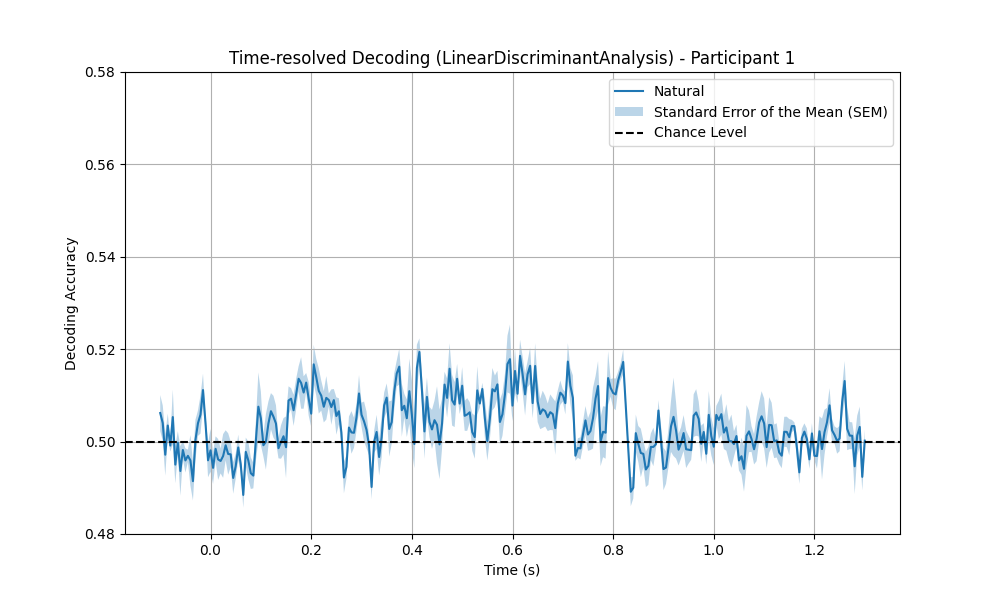 Time-resolved Decoding (LinearDiscriminantAnalysis) - Participant 1
0.58
0.56
0.54
0.52
0.50
0.48
Decoding Accuracy
Natural
Standard Error of the Mean (SEM)
Chance Level
0.0 0.2 0.4 0.6 0.8 1.0 1.2
Time (s)